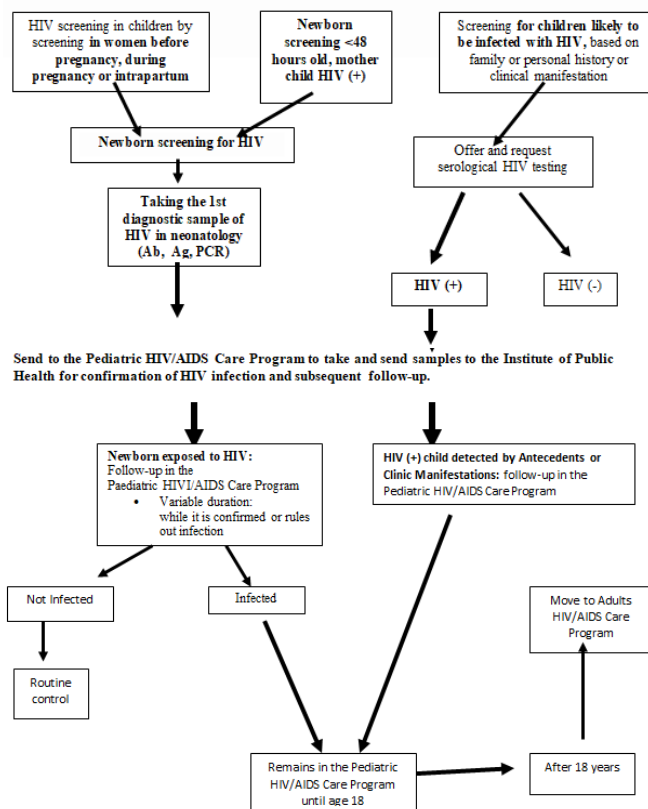 HIV screening in children by
screening in women before
pregnancy, during
pregnancy or intrapartum
Newborn
screening <48
hours old, mother
child HIV (+)
Screening for children likely to
be infected with HIV, based on
family or personal history or
clinical manifestation
Newborn screening for HIV
Offer and request
serological HIV testing
Taking the 1st
diagnostic sample of
HIV in neonatology
(Ab, Ag, PCR)
HIV (+)
HIV (-)
Send to the Pediatric HIV/AIDS Care Program to take and send samples to the Institute of Public
Health for confirmation of HIV infection and subsequent follow-up.
Newborn exposed to HIV:
Follow-up in the
Paediatric HIVI/AIDS Care Program
• Variable duration:
while it is confirmed or rules
out infection
HIV (+) child detected by Antecedents or
Clinic Manifestations: follow-up in the
Pediatric HIV/AIDS Care Program
Not Infected
Infected
Move to Adults
HIV/AIDS Care
Program
Routine
control
Remains in the Pediatric
HIV/AIDS Care Program
until age 18
After 18 years